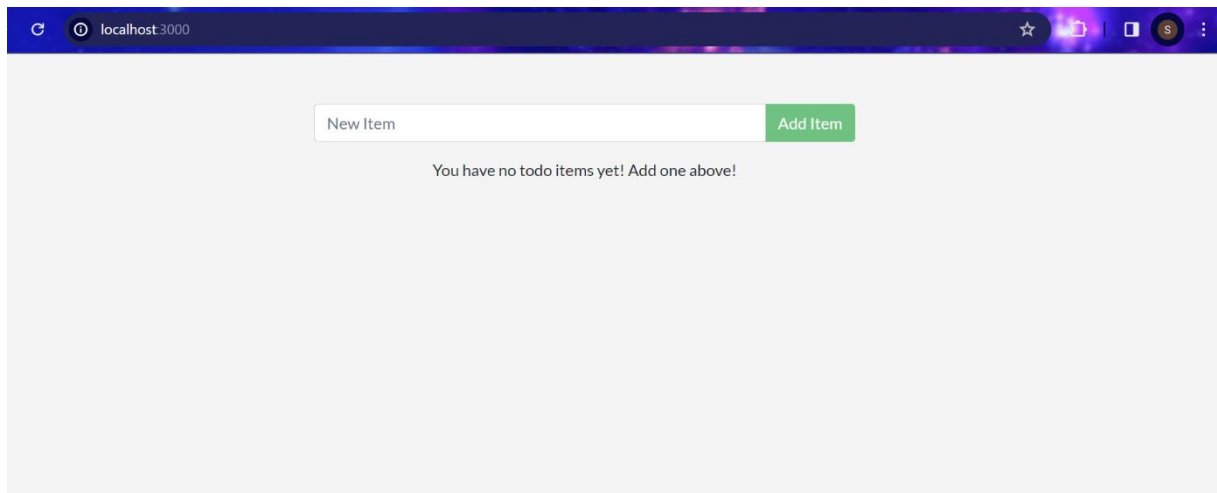 localhost:3000
S
New Item
Add Item
You have no todo items yet! Add one above!